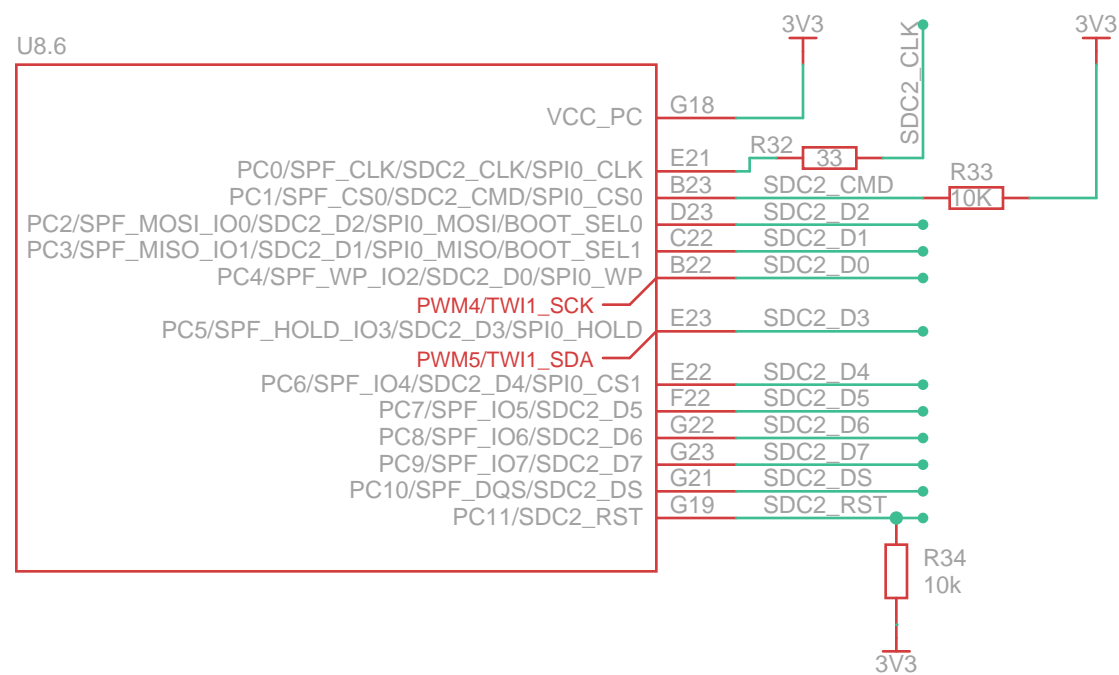 3V3
3V3
U8.6
SDC2_CLK
VCC_PC
G18
R32
33
PC0/SPF_CLK/SDC2_CLK/SPI0_CLK
E21
R33
10K
PC1/SPF_CS0/SDC2_CMD/SPI0_CS0
B23
SDC2_CMD
PC2/SPF_MOSI_IO0/SDC2_D2/SPI0_MOSI/BOOT_SEL0
D23
SDC2_D2
PC3/SPF_MISO_IO1/SDC2_D1/SPI0_MISO/BOOT_SEL1
C22
SDC2_D1
PC4/SPF_WP_IO2/SDC2_D0/SPI0_WP
B22
SDC2_D0
PWM4/TWI1_SCK
PC5/SPF_HOLD_IO3/SDC2_D3/SPI0_HOLD
E23
SDC2_D3
PWM5/TWI1_SDA
PC6/SPF_IO4/SDC2_D4/SPI0_CS1
E22
SDC2_D4
PC7/SPF_IO5/SDC2_D5
F22
SDC2_D5
PC8/SPF_IO6/SDC2_D6
G22
SDC2_D6
PC9/SPF_IO7/SDC2_D7
G23
SDC2_D7
PC10/SPF_DQS/SDC2_DS
G21
SDC2_DS
PC11/SDC2_RST
G19
SDC2_RST
R34
10k
3V3